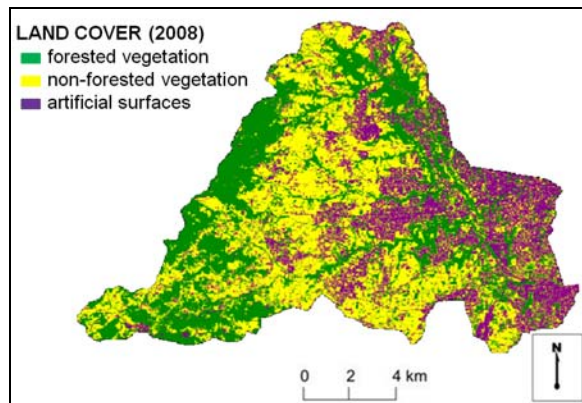 LAND COVER (2008)
forested vegetation
non-forested vegetation
artificial surfaces
N
0 2 4 km